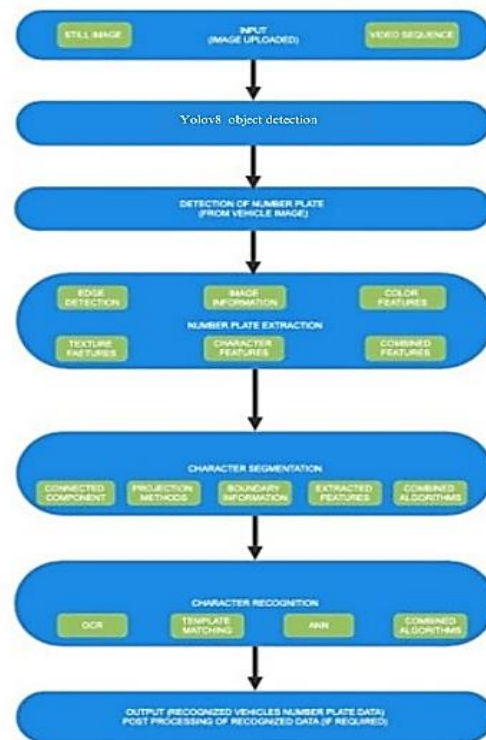 INPUT
STILL IMAGE (IMAGE UPLOADED) VIDEO SEQUENCE
Yolov8 object detection
DETECTION OF NUMBER PLATE
(FROM VEHICLE IMAGE)
EDGE DETECTION
IMAGE INFORMATION
COLOR FEATURES
NUMBER PLATE EXTRACTION
TEXTURE FAETURES
CHARACTER FEATURES
COMBINED FEATURES
CHARACTER SEGMENTATION
CONNECTED COMPONENT
PROJECTION METHODS
BOUNDARY INFORMATION
EXTRACTED FEATURES
COMBINED ALGORITHMS
CHARACTER RECOGNITION
OCR
TEMPLATE MATCHING
ANN
COMBINED ALGORITHMS
OUTPUT (RECOGNIZED VEHICLES NUMBER PLATE DATA)
POST PROCESSING OF RECOGNIZED DATA (IF REQUIRED)